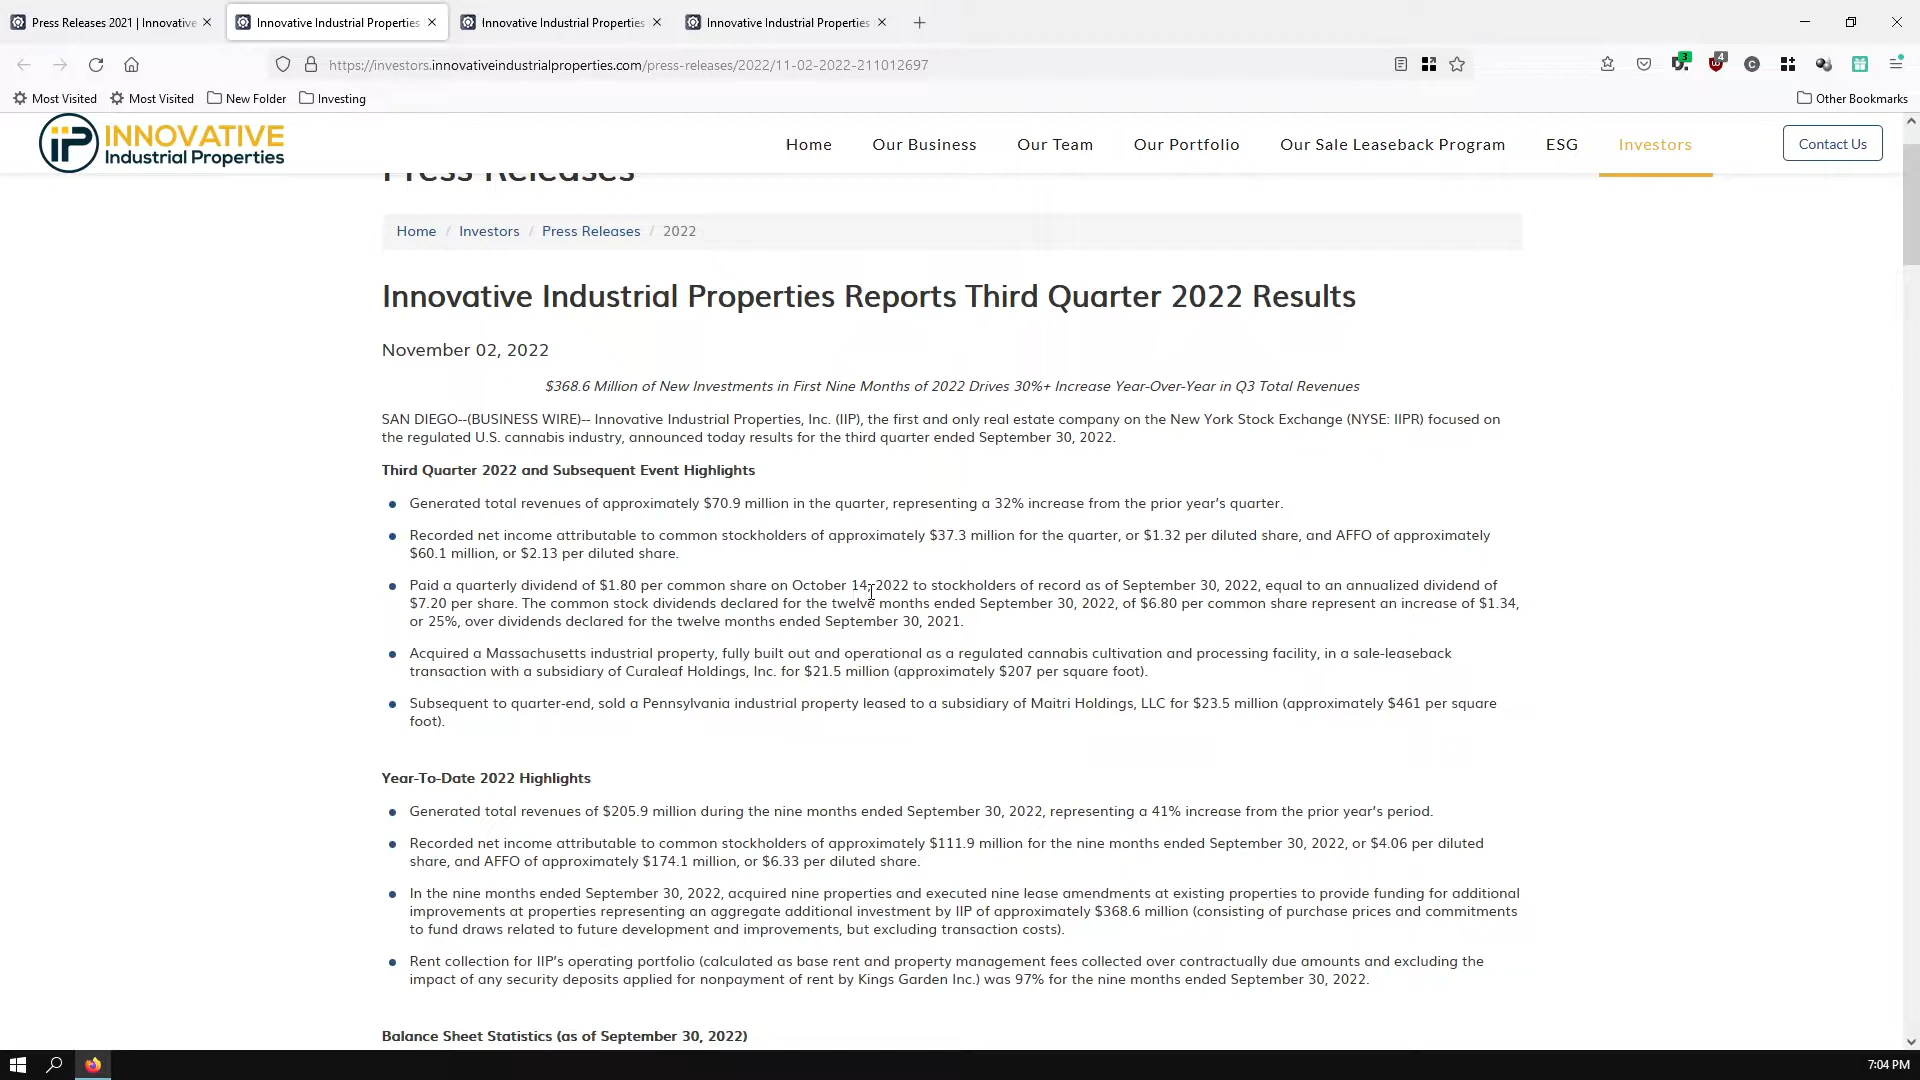 Press Releases 2021 | Innovative
Innovative Industrial Properties
Innovative Industrial Properties
Innovative Industrial Properties
https://investors.innovativeindustrialproperties.com/press-releases/2022/11-02-2022-211012697
3
4
C
Most Visited
Most Visited
New Folder
Investing
Other Bookmarks
IIP INNOVATIVE
Industrial Properties
Home
Our Business
Our Team
Our Portfolio
Our Sale Leaseback Program
ESG
Investors
Contact Us
Press Releases
Home / Investors / Press Releases / 2022
Innovative Industrial Properties Reports Third Quarter 2022 Results
November 02, 2022
$368.6 Million of New Investments in First Nine Months of 2022 Drives 30%+ Increase Year-Over-Year in Q3 Total Revenues
SAN DIEGO--(BUSINESS WIRE)-- Innovative Industrial Properties, Inc. (IIP), the first and only real estate company on the New York Stock Exchange (NYSE: IIPR) focused on
the regulated U.S. cannabis industry, announced today results for the third quarter ended September 30, 2022.
Third Quarter 2022 and Subsequent Event Highlights
Generated total revenues of approximately $70.9 million in the quarter, representing a 32% increase from the prior year's quarter.
Recorded net income attributable to common stockholders of approximately $37.3 million for the quarter, or $1.32 per diluted share, and AFFO of approximately
$60.1 million, or $2.13 per diluted share.
Paid a quarterly dividend of $1.80 per common share on October 14, 2022 to stockholders of record as of September 30, 2022, equal to an annualized dividend of
$7.20 per share. The common stock dividends declared for the twelve months ended September 30, 2022, of $6.80 per common share represent an increase of $1.34,
or 25%, over dividends declared for the twelve months ended September 30, 2021.
Acquired a Massachusetts industrial property, fully built out and operational as a regulated cannabis cultivation and processing facility, in a sale-leaseback
transaction with a subsidiary of Curaleaf Holdings, Inc. for $21.5 million (approximately $207 per square foot).
Subsequent to quarter-end, sold a Pennsylvania industrial property leased to a subsidiary of Maitri Holdings, LLC for $23.5 million (approximately $461 per square
foot).
Year-To-Date 2022 Highlights
Generated total revenues of $205.9 million during the nine months ended September 30, 2022, representing a 41% increase from the prior year's period.
Recorded net income attributable to common stockholders of approximately $111.9 million for the nine months ended September 30, 2022, or $4.06 per diluted
share, and AFFO of approximately $174.1 million, or $6.33 per diluted share.
In the nine months ended September 30, 2022, acquired nine properties and executed nine lease amendments at existing properties to provide funding for additional
improvements at properties representing an aggregate additional investment by IIP of approximately $368.6 million (consisting of purchase prices and commitments
to fund draws related to future development and improvements, but excluding transaction costs).
Rent collection for IIP's operating portfolio (calculated as base rent and property management fees collected over contractually due amounts and excluding the
impact of any security deposits applied for nonpayment of rent by Kings Garden Inc.) was 97% for the nine months ended September 30, 2022.
Balance Sheet Statistics (as of September 30, 2022)
7:04 PM